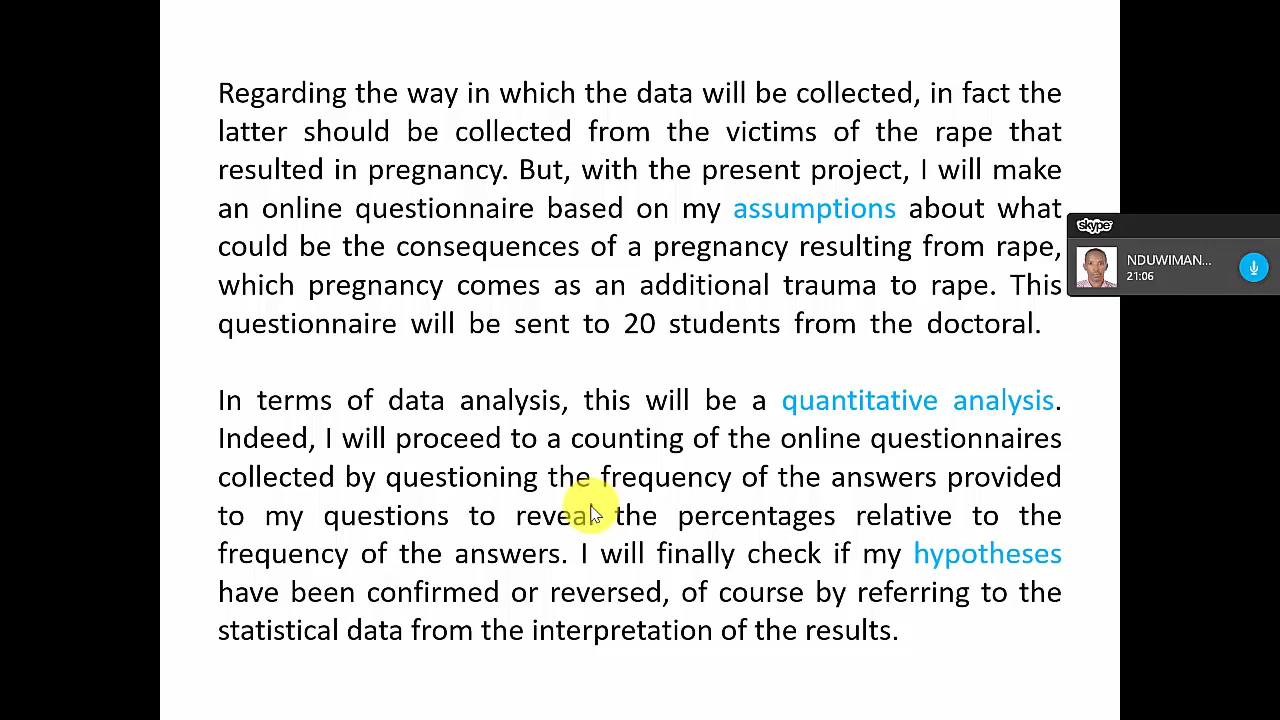 Regarding the way in which the data will be collected, in fact the
latter should be collected from the victims of the rape that
resulted in pregnancy. But, with the present project, I will make
an online questionnaire based on my assumptions about what
could be the consequences of a pregnancy resulting from rape,
which pregnancy comes as an additional trauma to rape. This
questionnaire will be sent to 20 students from the doctoral.
skype
NDUWIMAN...
21:06
In terms of data analysis, this will be a quantitative analysis.
Indeed, I will proceed to a counting of the online questionnaires
collected by questioning the frequency of the answers provided
to my questions to reveal the percentages relative to the
frequency of the answers. I will finally check if my hypotheses
have been confirmed or reversed, of course by referring to the
statistical data from the interpretation of the results.